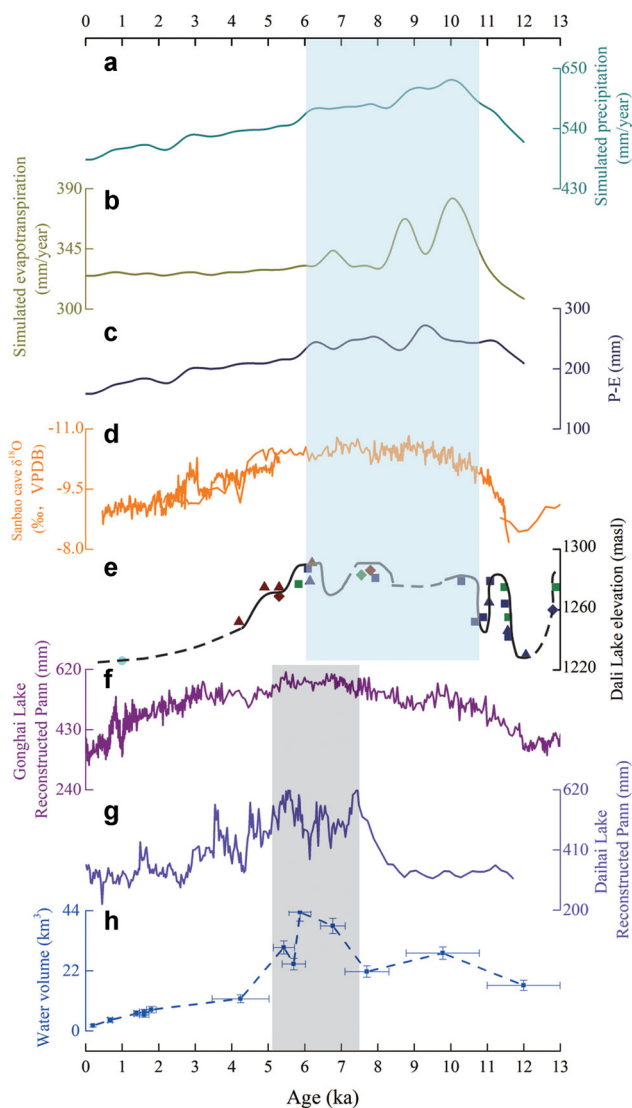 0 1 2 3 4 5 6 7 8 9 10 11 12 13
a
650
540
430
Simulated precipitation
(mm/year)
b
390
345
300
Simulated evapotranspiration
(mm/year)
c
300
200
100
P-E (mm)
d
-11.0
-9.5
-8.0
Sanbao cave δ18O
(‰, VPDB)
e
1300
1260
1220
Dali Lake elevation (masl)
f
620
430
240
Gonghai Lake
Reconstructed Pann (mm)
g
620
410
200
Daihai Lake
Reconstructed Pann (mm)
h
44
22
0
Water volume (km3)
0 1 2 3 4 5 6 7 8 9 10 11 12 13
Age (ka)